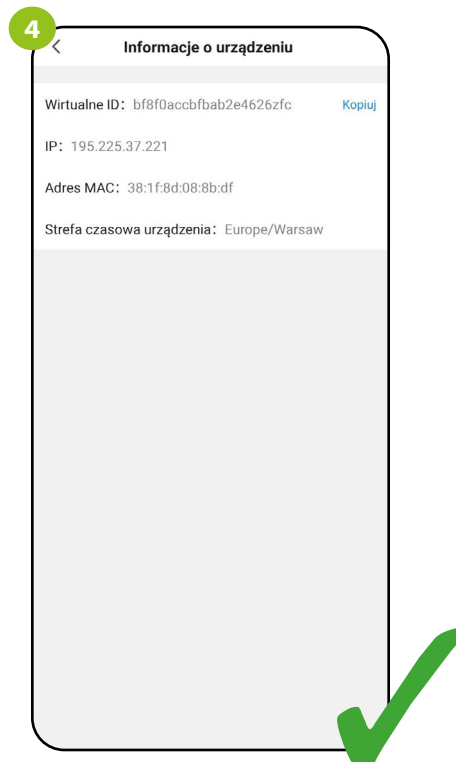 4
Informacje o urządzeniu
Wirtualne ID: bf8f0accbfbab2e4626zfc Kopiuj
IP: 195.225.37.221
Adres MAC: 38:1f:8d:08:8b:df
Strefa czasowa urządzenia: Europe/Warsaw